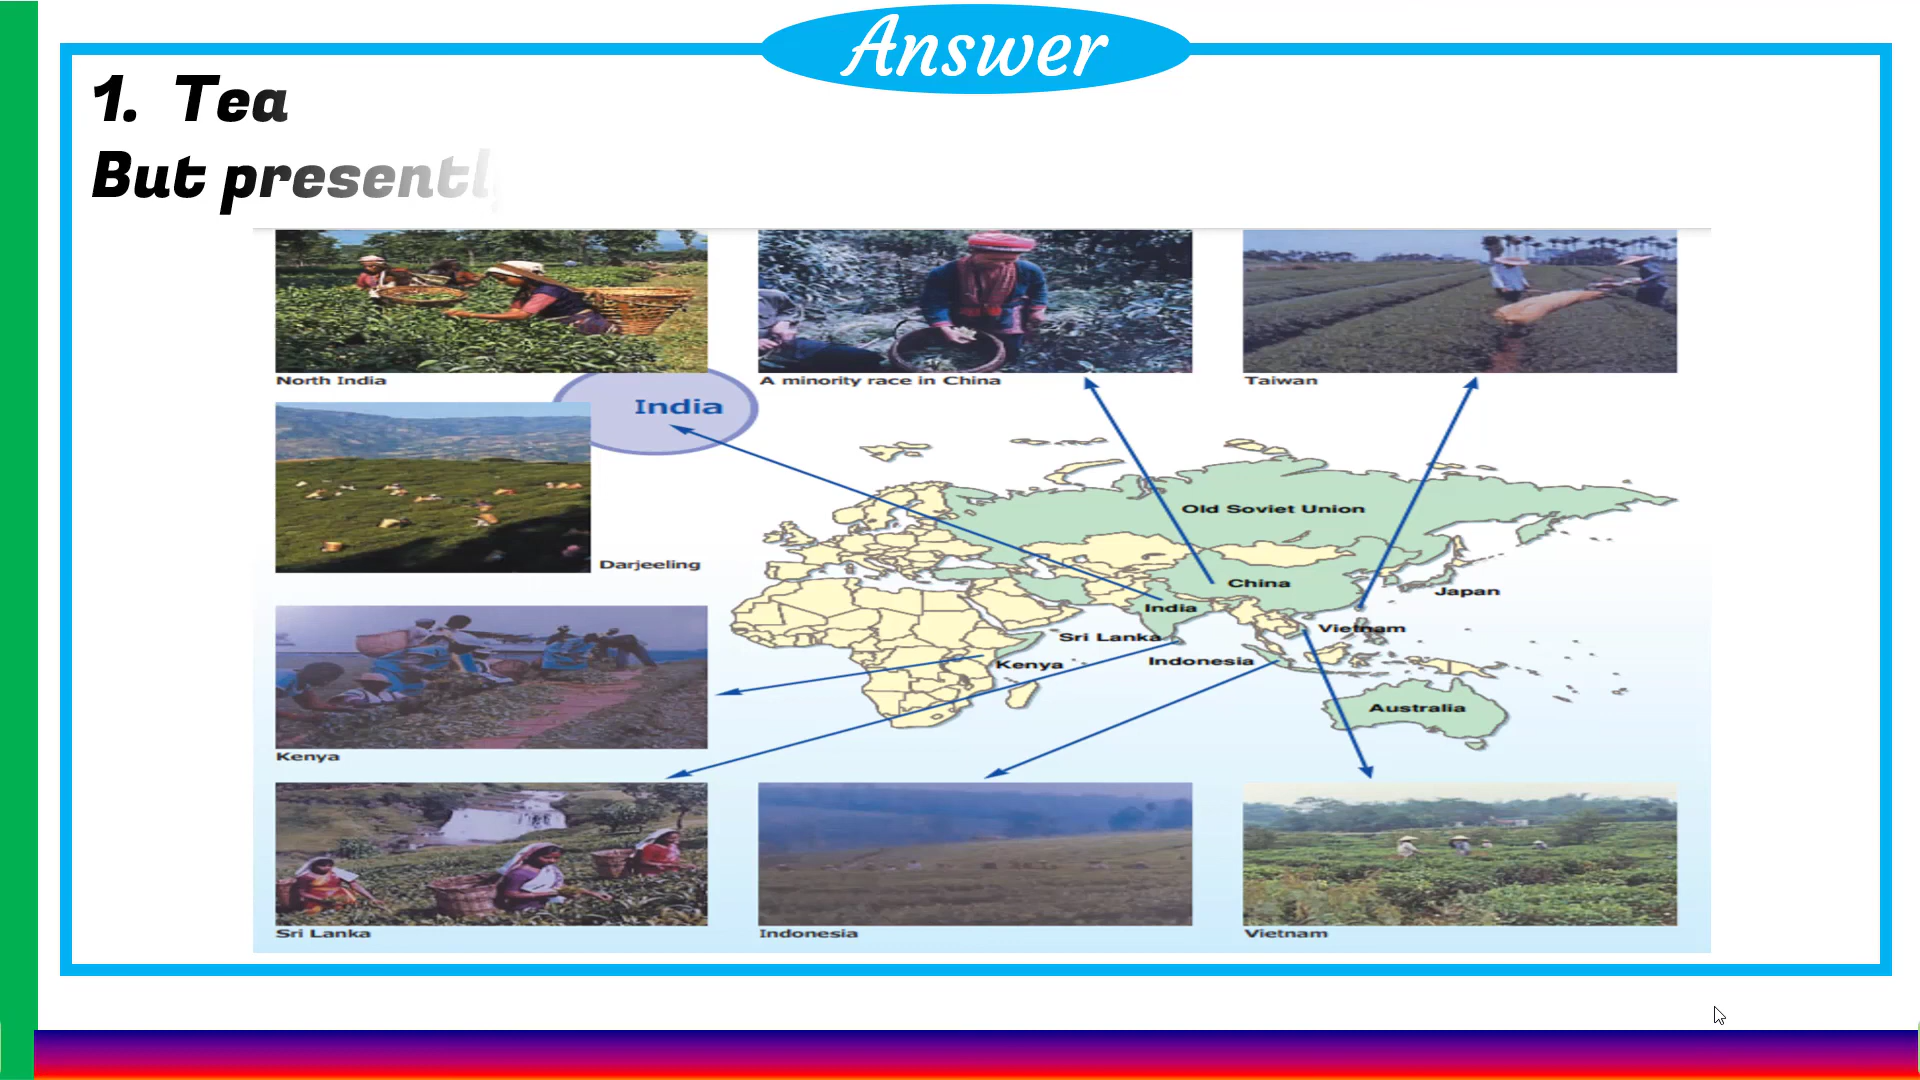 Answer
1. Tea
But presently
North India
A minority race in China
Taiwan
India
Darjeeling
Old Soviet Union
China
Japan
India
Vietnam
Sri Lanka
Indonesia
Kenya
Australia
Kenya
Sri Lanka
Indonesia
Vietnam